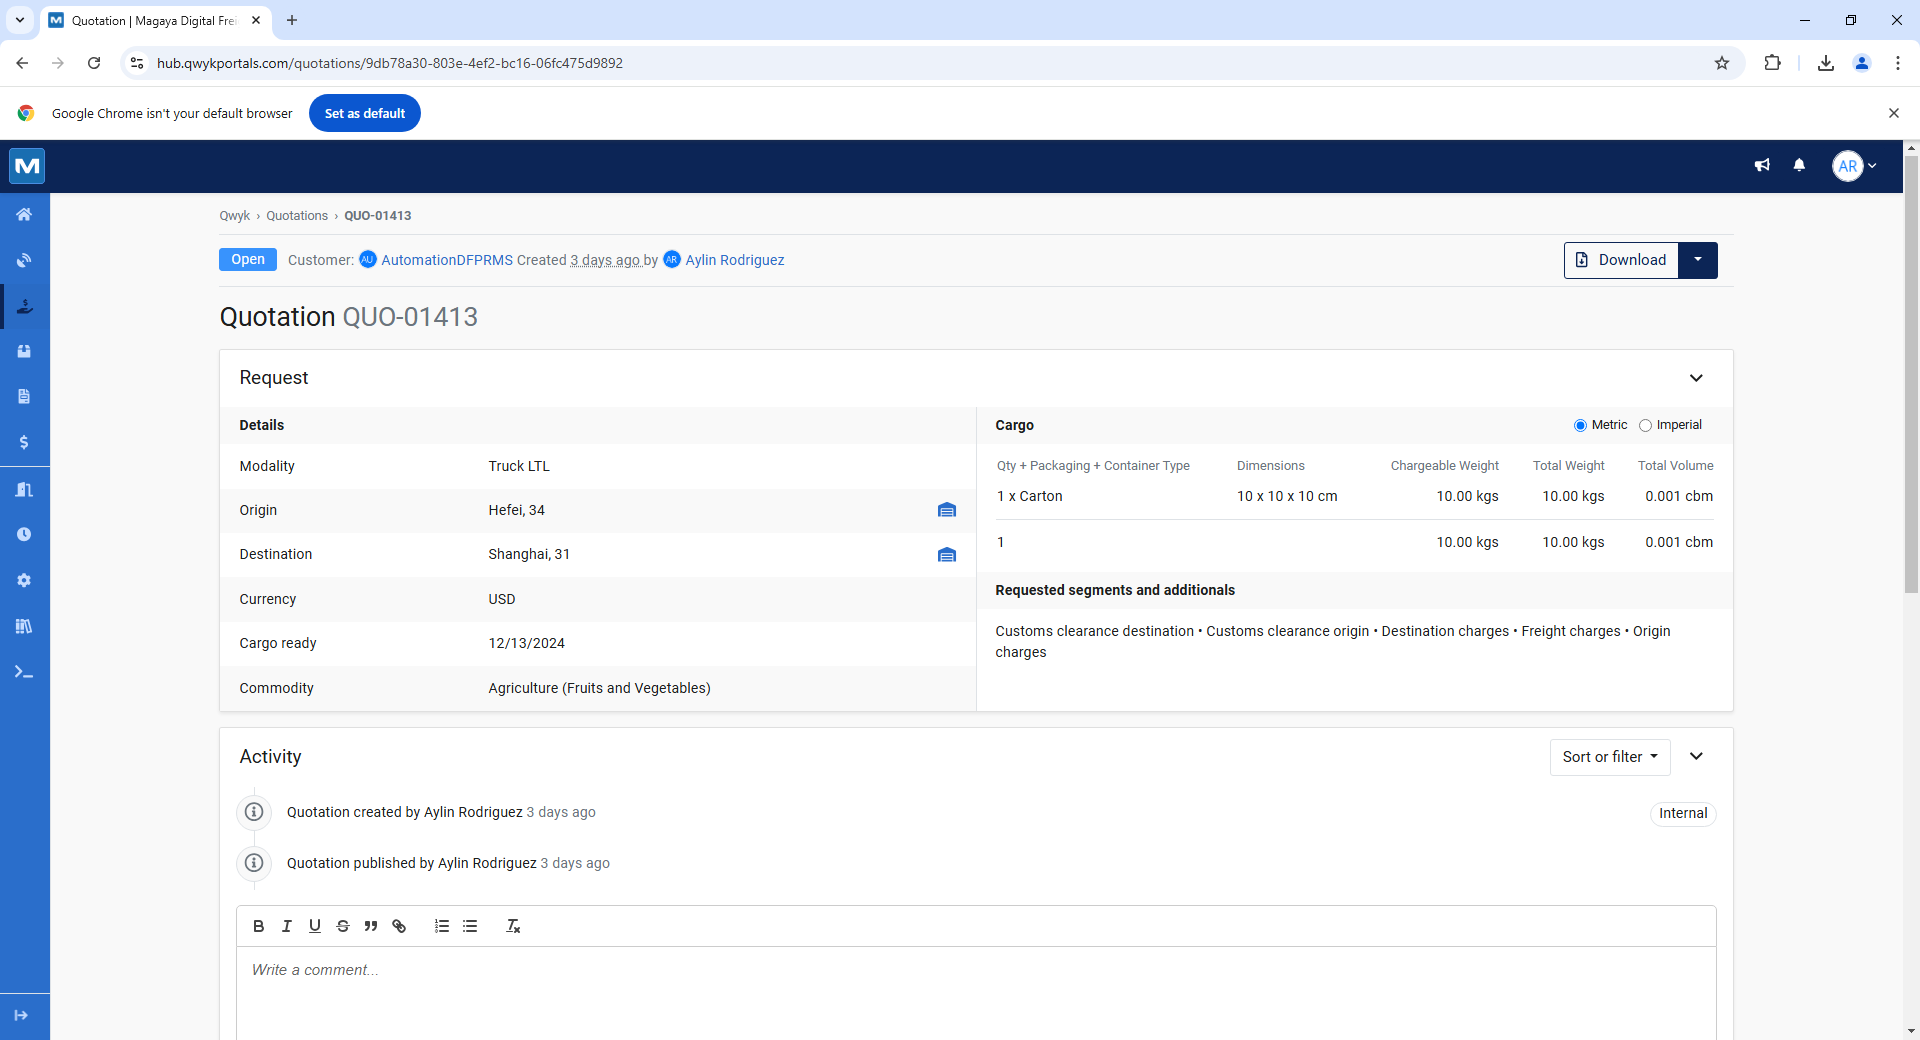 Quotation | Magaya Digital Frei
hub.qwykportals.com/quotations/9db78a30-803e-4ef2-bc16-06fc475d9892
Google Chrome isn't your default browser
Set as default
M
AR
Qwyk › Quotations › QUO-01413
Open
Customer: AU AutomationDFPRMS Created 3 days ago by AR Aylin Rodriguez
Download
Quotation QUO-01413
Request
Details
Modality Truck LTL
Origin Hefei, 34
Destination Shanghai, 31
Currency USD
Cargo ready 12/13/2024
Commodity Agriculture (Fruits and Vegetables)
Cargo
Metric Imperial
Qty + Packaging + Container Type Dimensions Chargeable Weight Total Weight Total Volume
1 x Carton 10 x 10 x 10 cm 10.00 kgs 10.00 kgs 0.001 cbm
1 10.00 kgs 10.00 kgs 0.001 cbm
Requested segments and additionals
Customs clearance destination • Customs clearance origin • Destination charges • Freight charges • Origin
charges
Activity
Sort or filter
Quotation created by Aylin Rodriguez 3 days ago
Internal
Quotation published by Aylin Rodriguez 3 days ago
Write a comment...